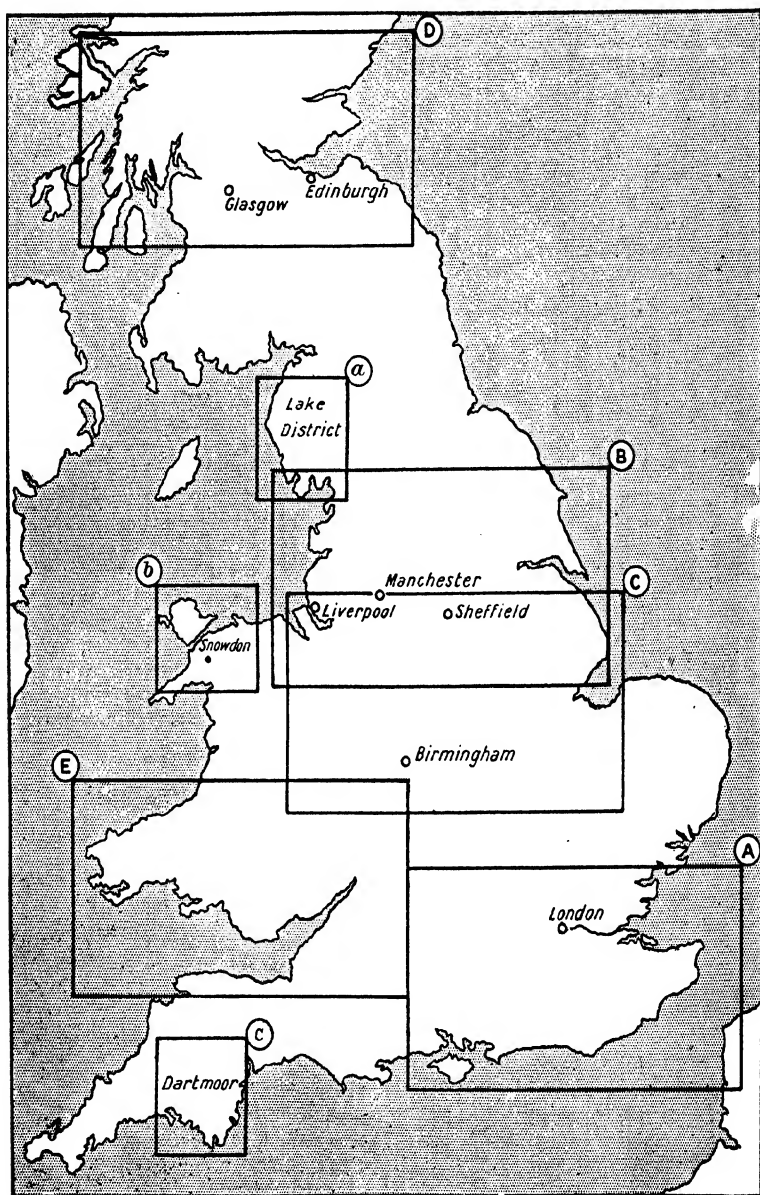 D
Edinburgh
Glasgow
a
Lake
District
B
b
Manchester
C
Liverpool
Sheffield
Snowdon
Birmingham
E
A
London
C
Dartmoor